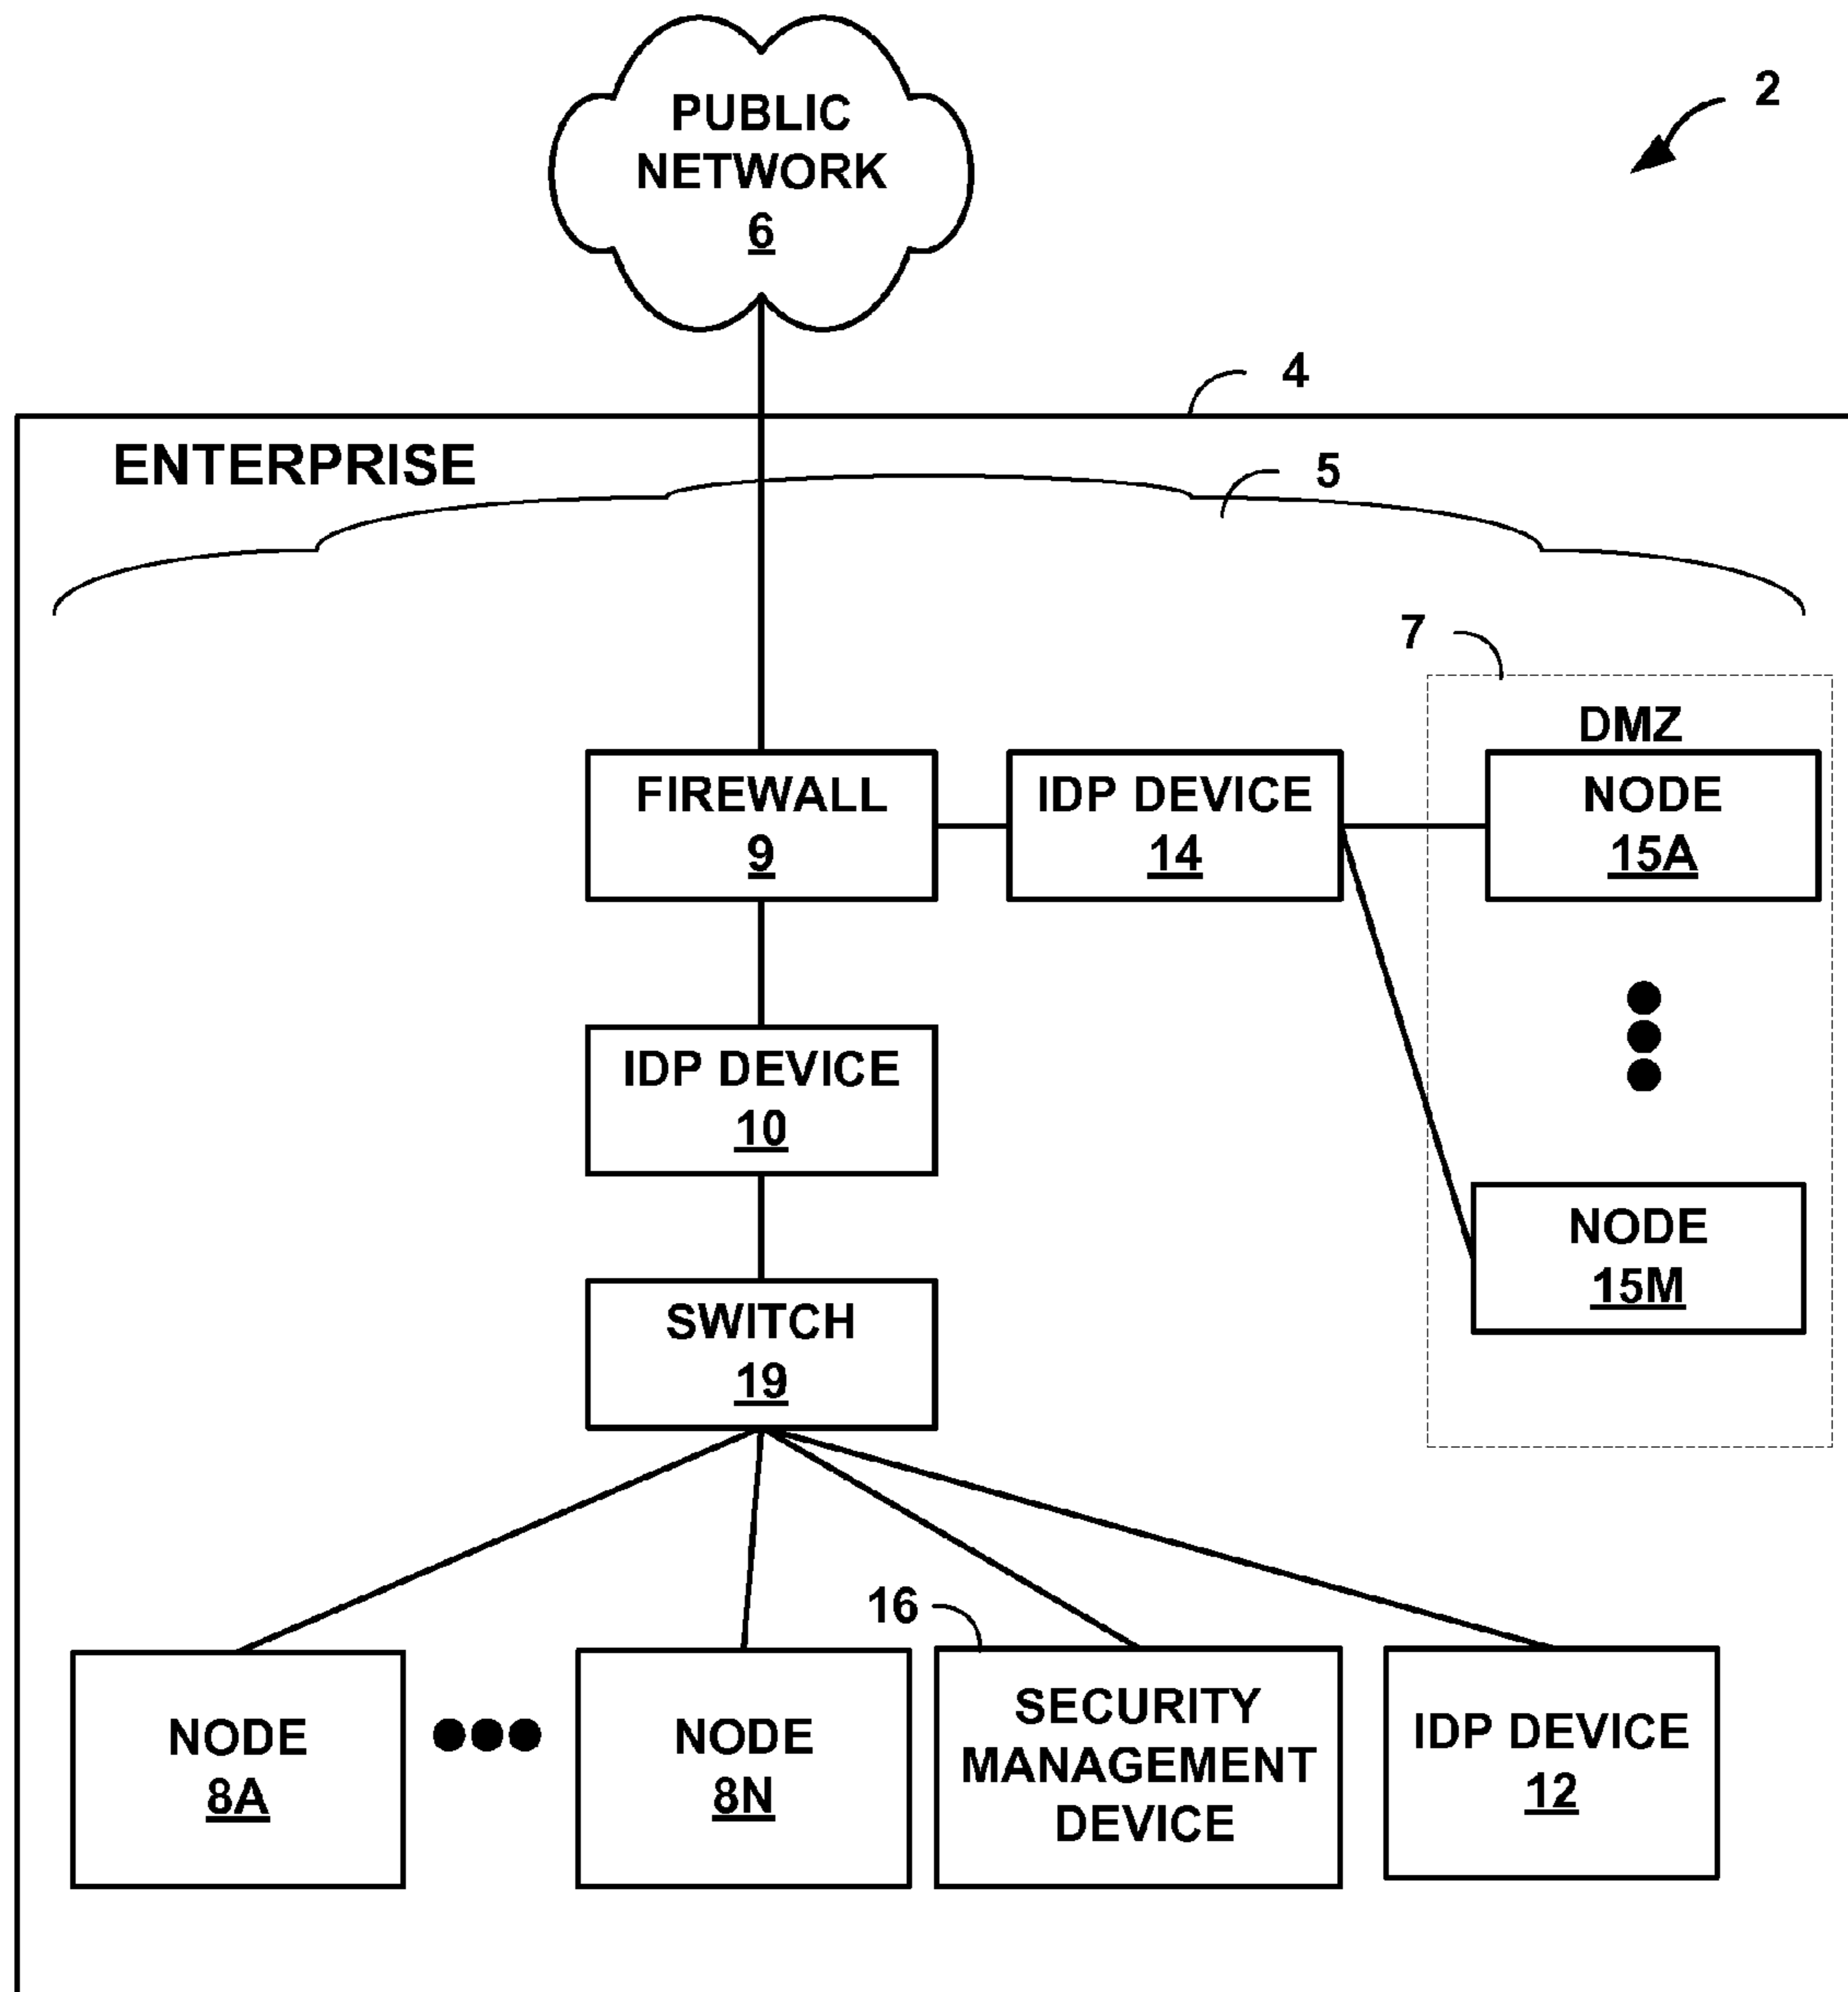 PUBLIC
NETWORK
6
2
4
ENTERPRISE
5
7
DMZ
FIREWALL
9
IDP DEVICE
14
NODE
15A
IDP DEVICE
10
NODE
15M
SWITCH
19
16
NODE
8A
NODE
8N
SECURITY
MANAGEMENT
DEVICE
IDP DEVICE
12